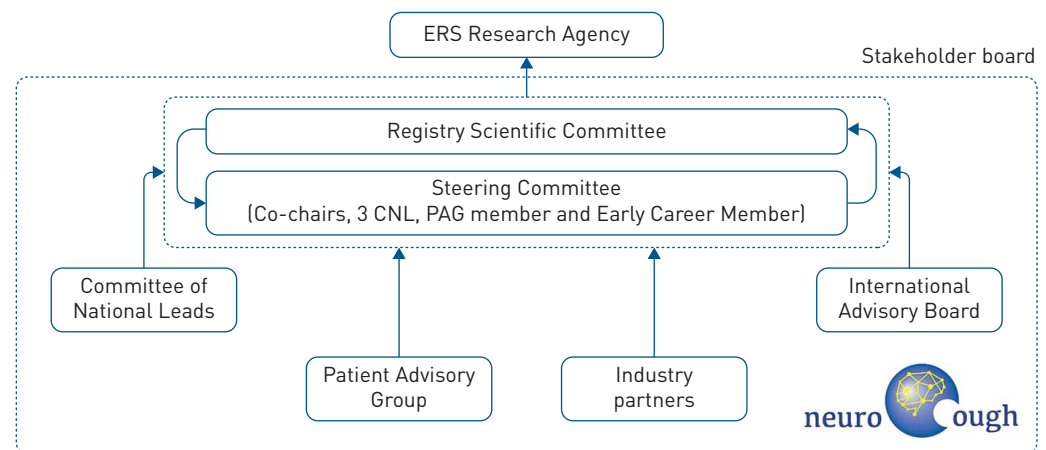 ERS Research Agency
Stakeholder board
Registry Scientific Committee
Steering Committee
(Co-chairs, 3 CNL, PAG member and Early Career Member)
Committee of
National Leads
International
Advisory Board
Patient Advisory
Group
Industry
partners
neuro ough